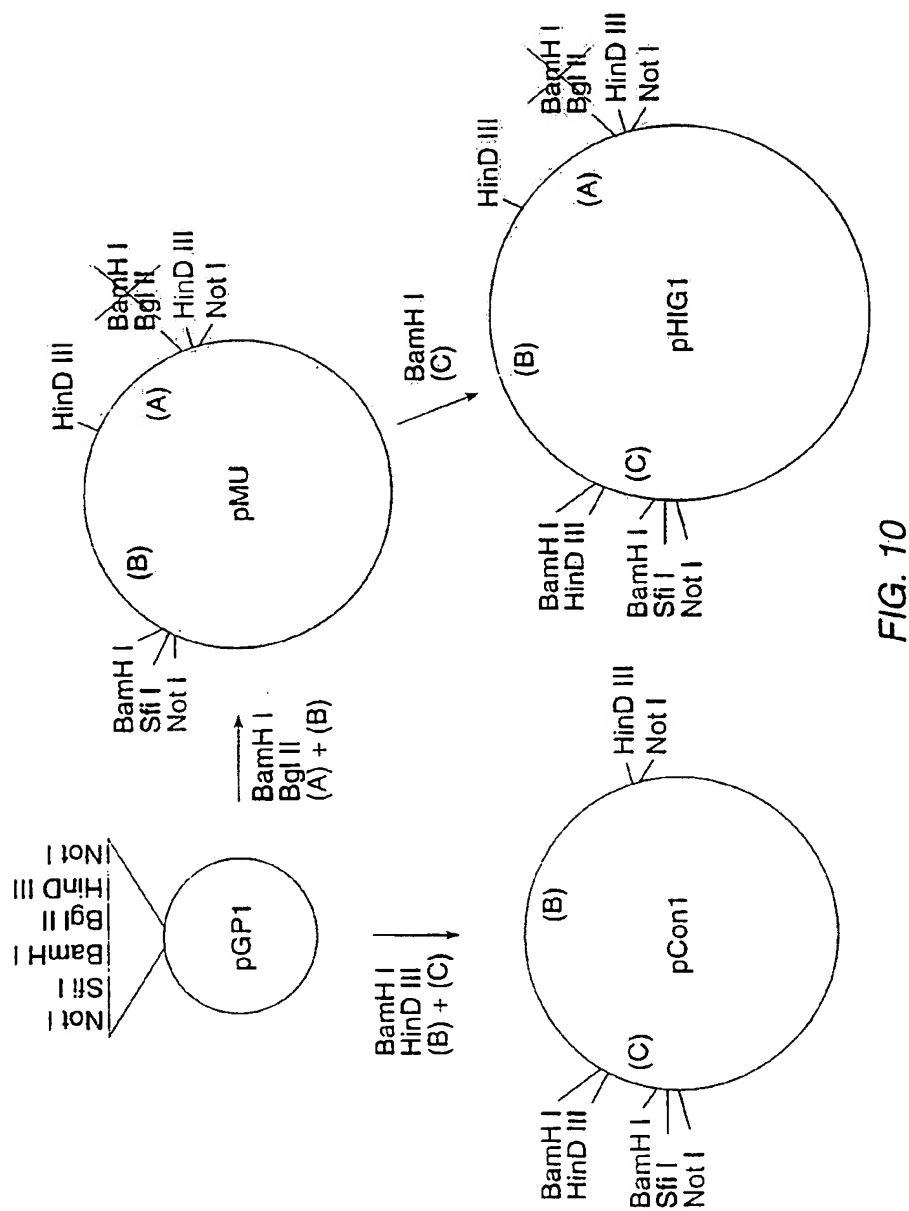 Not I
Sfi I
BamH I
Bgl II
HinD III
Not I
pGP1
BamH I
Bgl II
(A) + (B)
BamH I
Sfi I
Not I
(B)
HinD III
(A)
BamH I
Bgl II
HinD III
Not I
pMU
BamH I
HinD III
(B) + (C)
BamH I
(C)
BamH I
HinD III
(C)
BamH I
Sfi I
Not I
(B)
HinD III
Not I
pCon1
BamH I
HinD III
(C)
BamH I
Sfi I
Not I
(B)
HinD III
(A)
BamH I
Bgl II
HinD III
Not I
pHIG1
FIG. 10